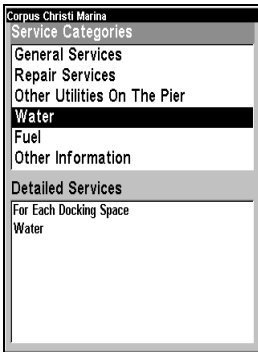 Corpus Christi Marina
Service Categories
General Services
Repair Services
Other Utilities On The Pier
Water
Fuel
Other Information
Detailed Services
For Each Docking Space
Water